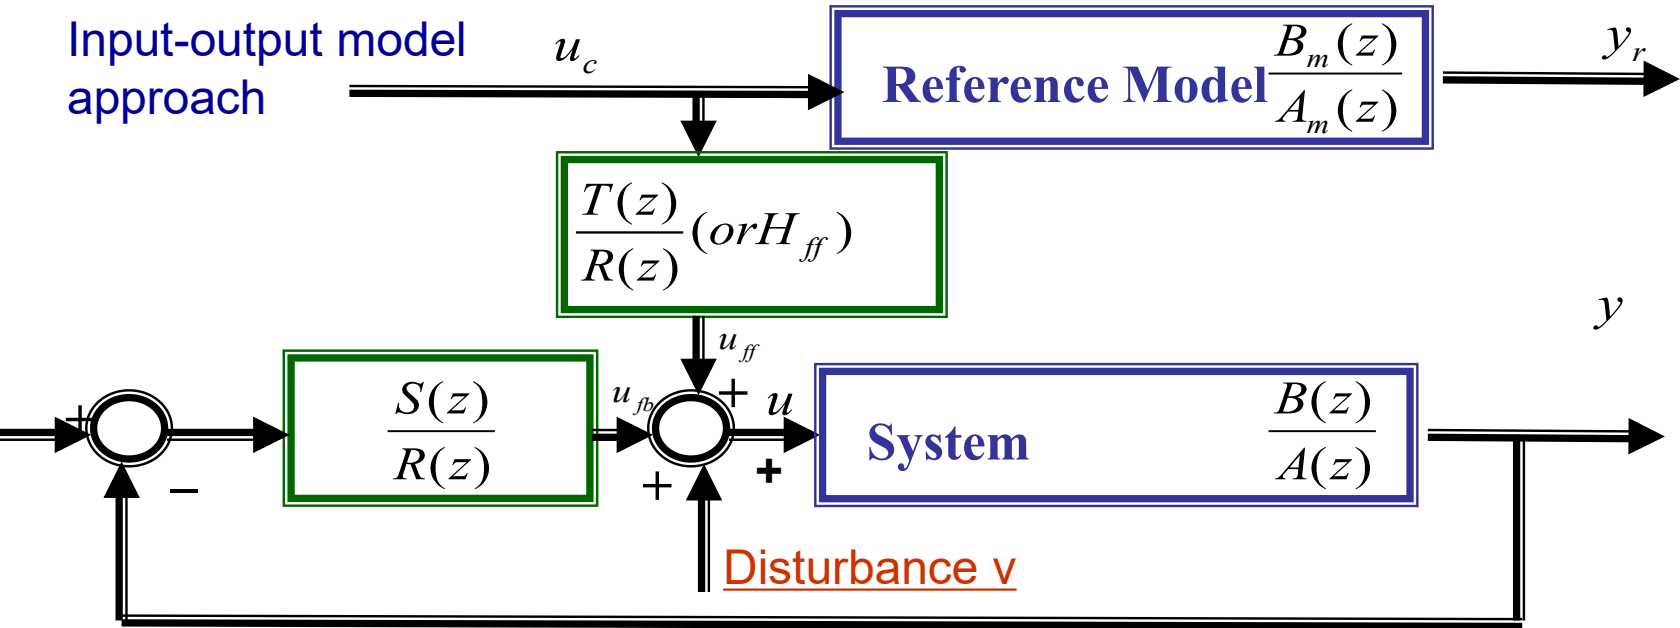 Input-output model
approach
u_c
Reference Model B_m(z)/A_m(z)
y_r
T(z)/R(z) (orH_ff)
u_ff
y
+
S(z)/R(z)
u_fb
+
u
System B(z)/A(z)
−
+
+
Disturbance v